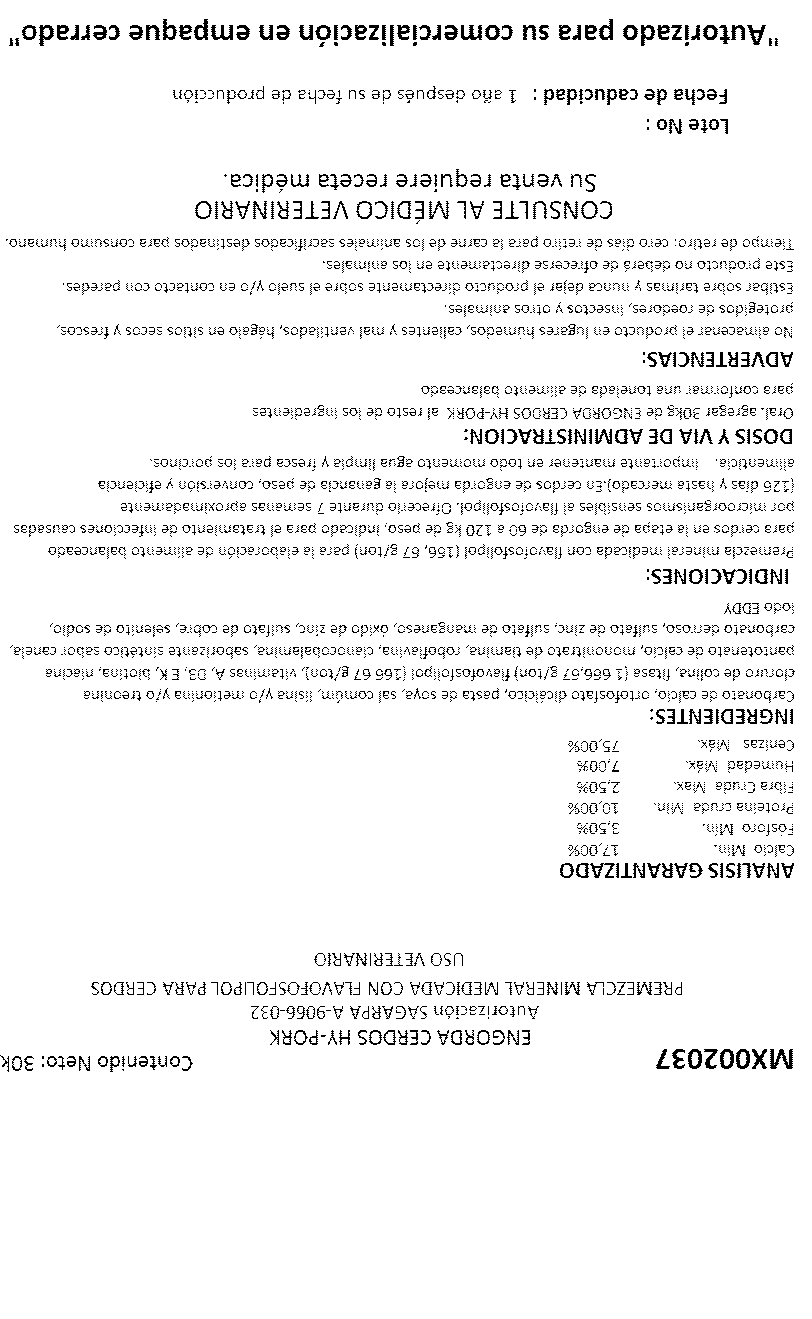 MX002037
Contenido Neto: 30k
ENGORDA CERDOS HY-PORK
Autorización SAGARPA A-9066-032
PREMEZCLA MINERAL MEDICADA CON FLAVOFOSFOLIPOL PARA CERDOS
USO VETERINARIO
ANALISIS GARANTIZADO
Calcio Min. 17,00%
Fósforo Mín. 3,50%
Proteina cruda Min. 10,00%
Fibra Cruda Max. 2,50%
Humedad Máx. 7,00%
Cenizas Máx. 75,00%
INGREDIENTES:
Carbonato de calcio, ortofosfato dicálcico, pasta de soya, sal común, lisina y/o metionina y/o treonina
cloruro de colina, fitasa (1 666,67 g/ton) flavofosfolipol (166 67 g/ton), vitaminas A, D3, E K, biotina, niacina
pantotenato de calcio, mononitrato de tiamina, roboflavina, cianocobalamina, saborizante sintético sabor canela,
carbonato derroso, sulfato de zinc, sulfato de manganeso, óxido de zinc, sulfato de cobre, selenito de sodio,
iodo EDDY
INDICACIONES:
Premezcla mineral medicada con flavofosfolipol (156, 67 g/ton) para la elaboración de alimento balanceado
para cerdos en la etapa de engorda de 60 a 120 kg de peso, indicado para el tratamiento de infecciones causadas
por microorganismos sensibles al flavofosfolipol. Ofrecerlo durante 7 semanas aproximadamente
(125 dias y hasta mercado).En cerdos de engorda mejora la ganancia de peso, conversión y eficiencia
alimenticia. Importante mantener en todo momento agua limpia y fresca para los porcinos.
DOSIS Y VIA DE ADMINISTRACION:
Oral. agregar 30kg de ENGORDA CERDOS HY-PORK al resto de los ingredientes
para conformar una tonelada de alimento balanceado
ADVERTENCIAS:
No almacenar el producto en lugares húmedos, calientes y mal ventilados, hágalo en sitios secos y frescos,
protegidos de roedores, insectos y otros animales.
Estibar sobre tarimas y nunca dejar el producto directamente sobre el suelo y/o en contacto con paredes.
Este producto no deberá de ofrecerse directamente en los animales.
Tiempo de retiro: cero dias de retiro para la carne de los animales sacrificados destinados para consumo humano.
CONSULTE AL MÉDICO VETERINARIO
Su venta requiere receta médica.
Lote No :
Fecha de caducidad : 1 año después de su fecha de producción
"Autorizado para su comercialización en empaque cerrado"